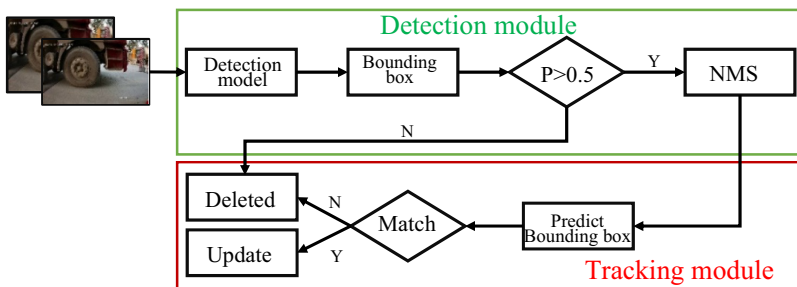 Detection module
Detection
model
Bounding
box
P>0.5
Y
NMS
N
Deleted
N
Match
Predict
Bounding box
Update
Y
Tracking module